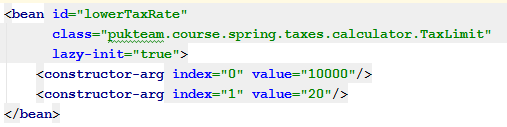 <bean id="lowerTaxRate"
class="pukteam.course.spring.taxes.calculator.TaxLimit"
lazy-init="true">
<constructor-arg index="0" value="10000"/>
<constructor-arg index="1" value="20"/>
</bean>